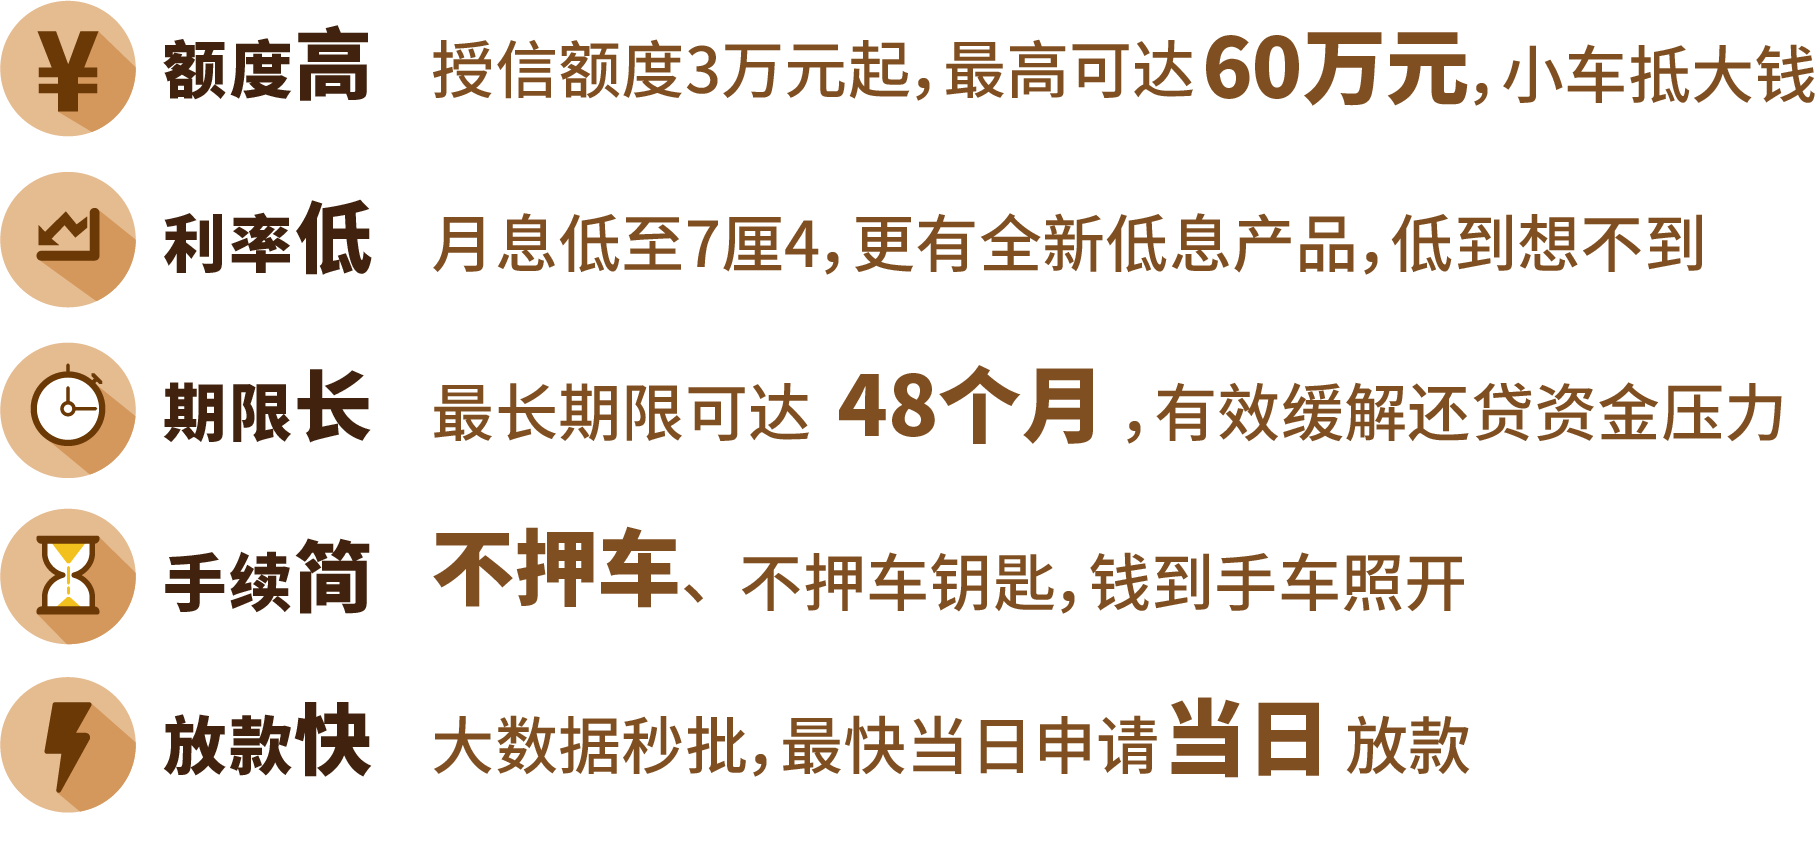 额度高 授信额度3万元起，最高可达60万元，小车抵大钱
利率低 月息低至7厘4，更有全新低息产品，低到想不到
期限长 最长期限可达 48个月，有效缓解还贷资金压力
手续简 不押车、不押车钥匙，钱到手车照开
放款快 大数据秒批，最快当日申请当日 放款